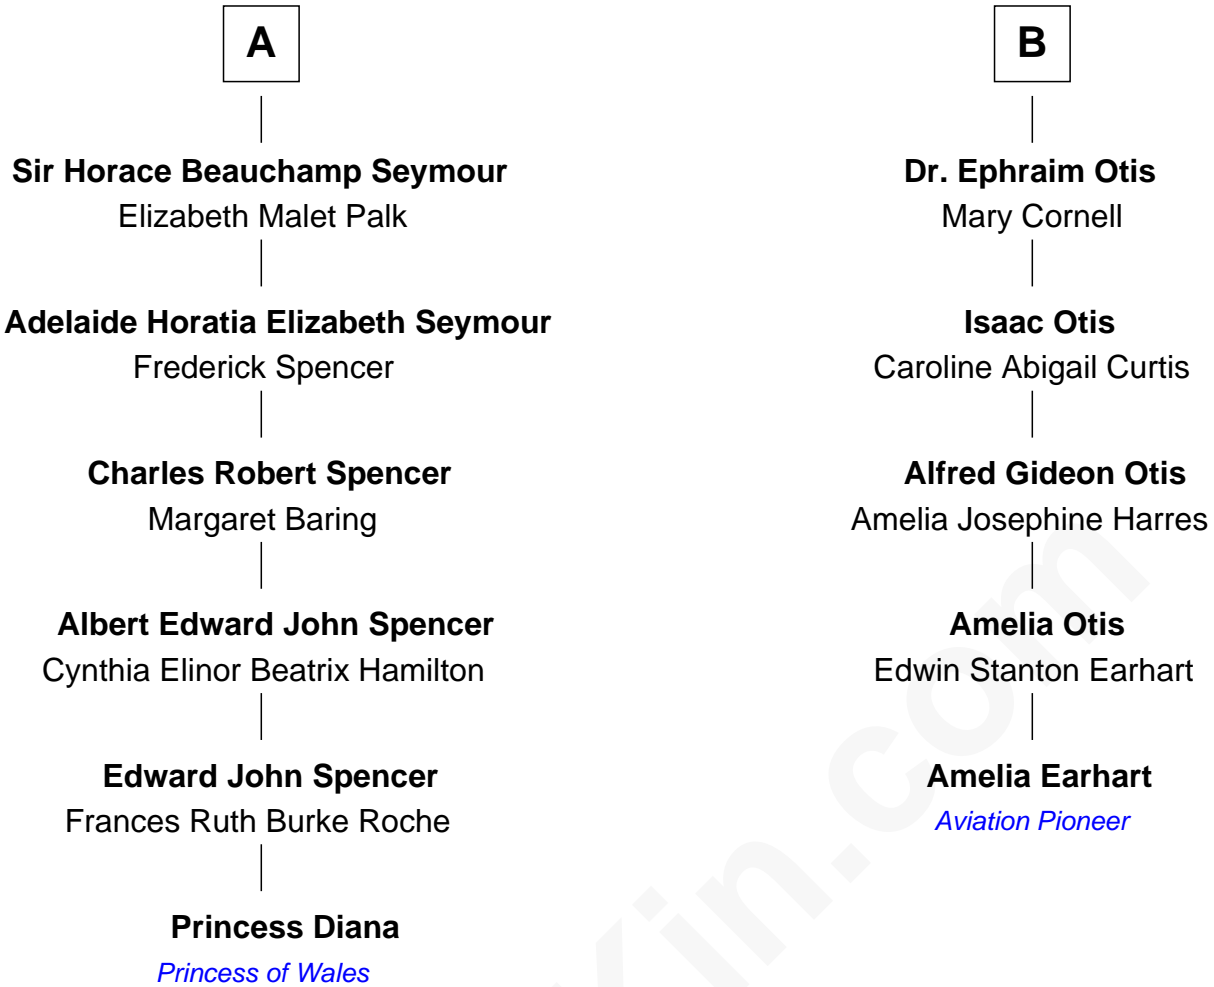 A
Sir Horace Beauchamp Seymour
Elizabeth Malet Palk
Adelaide Horatia Elizabeth Seymour
Frederick Spencer
Charles Robert Spencer
Margaret Baring
Albert Edward John Spencer
Cynthia Elinor Beatrix Hamilton
Edward John Spencer
Frances Ruth Burke Roche
Princess Diana
Princess of Wales
B
Dr. Ephraim Otis
Mary Cornell
Isaac Otis
Caroline Abigail Curtis
Alfred Gideon Otis
Amelia Josephine Harres
Amelia Otis
Edwin Stanton Earhart
Amelia Earhart
Aviation Pioneer